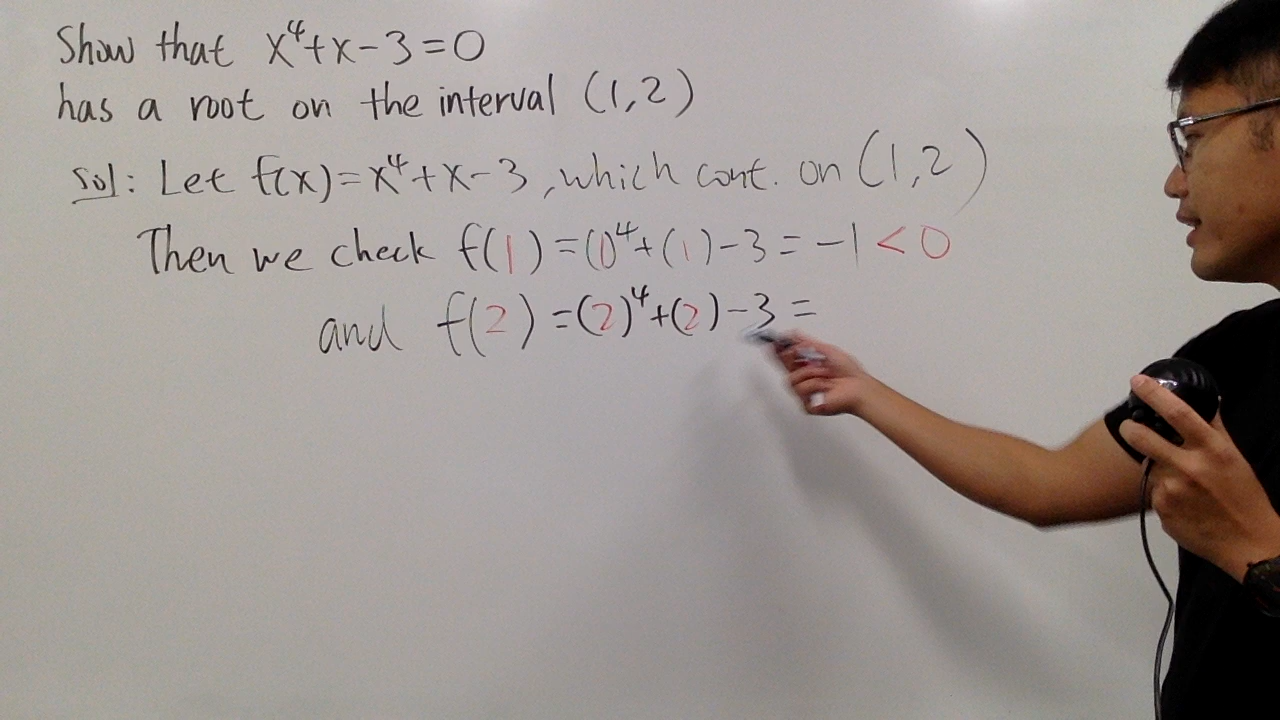 Show that x⁴+x-3=0
has a root on the interval (1,2)
Sol: Let f(x)=x⁴+x-3, which cont. on (1,2)
Then we check f(1)=(1)⁴+(1)-3=-1<0
and f(2)=(2)⁴+(2)-3=